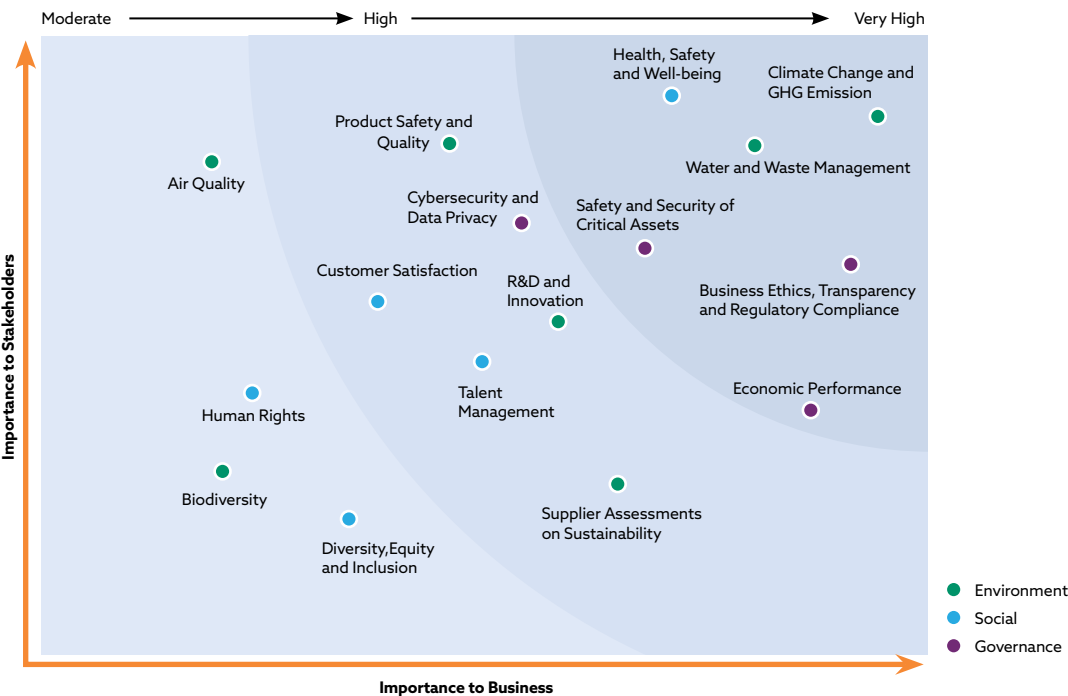 Moderate
High
Very High
Health, Safety
and Well-being
Climate Change and
GHG Emission
Product Safety and
Quality
Water and Waste Management
Air Quality
Cybersecurity and
Data Privacy
Safety and Security of
Critical Assets
Customer Satisfaction
R&D and
Innovation
Business Ethics, Transparency
and Regulatory Compliance
Talent
Management
Economic Performance
Human Rights
Biodiversity
Supplier Assessments
on Sustainability
Diversity,Equity
and Inclusion
Importance to Stakeholders
Importance to Business
Environment
Social
Governance